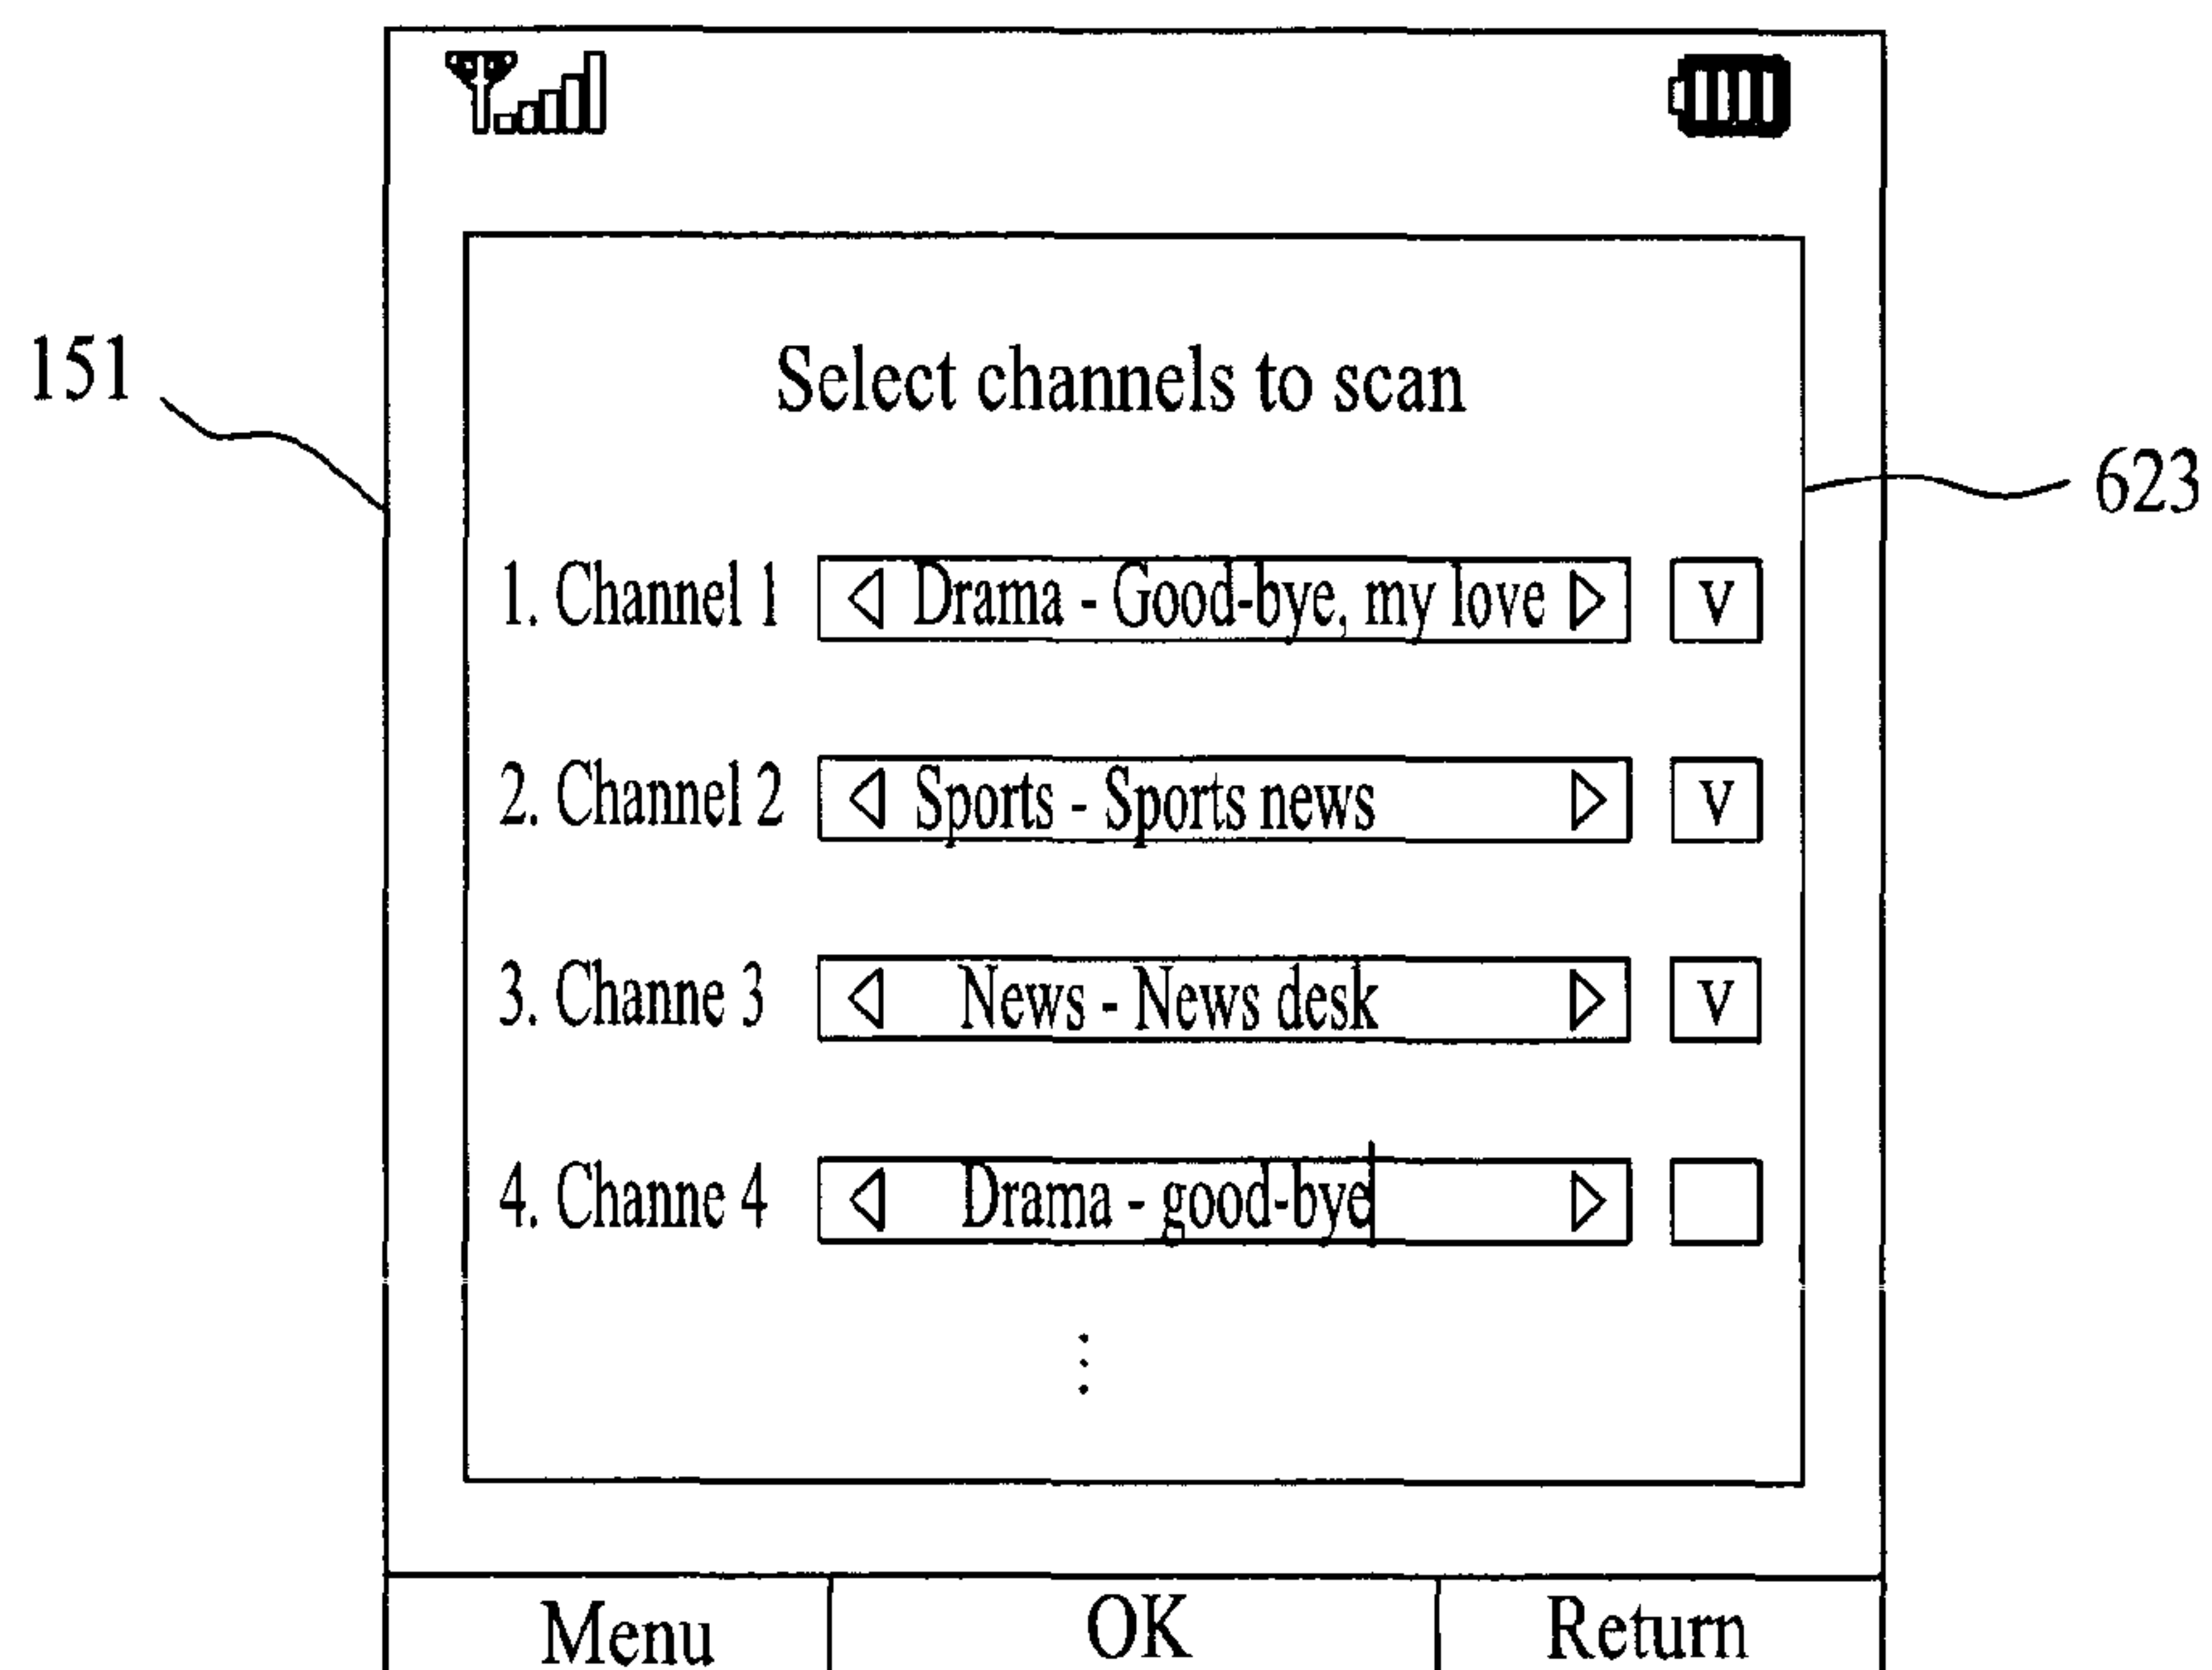 151
Select channels to scan
623
1. Channel 1 Drama - Good-bye, my love V
2. Channel 2 Sports - Sports news V
3. Channe 3 News - News desk V
4. Channe 4 Drama - good-bye
Menu OK Return